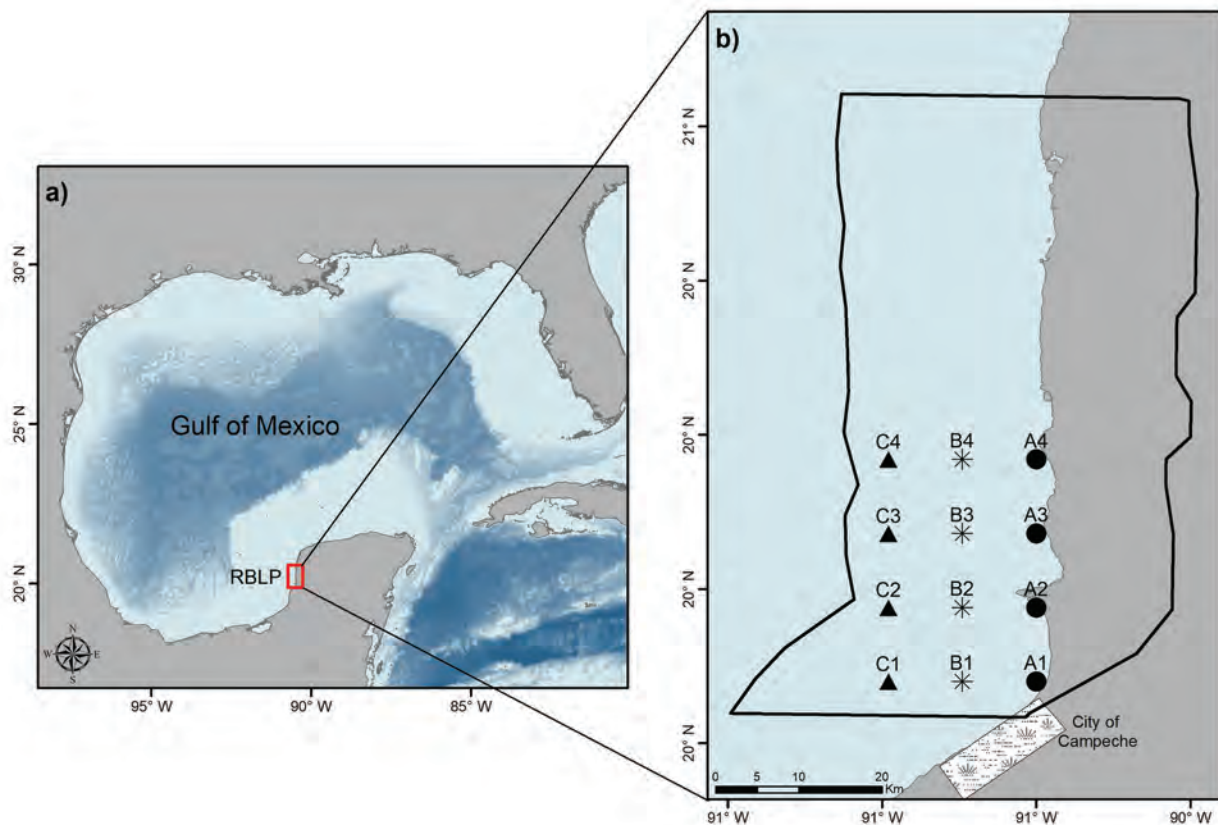 a)
30° N
25° N
20° N
Gulf of Mexico
RBLP
N
W
E
S
95° W
90° W
85° W
b)
21° N
20° N
20° N
20° N
20° N
C4 B4 A4
C3 B3 A3
C2 B2 A2
C1 B1 A1
City of
Campeche
0 5 10 20
Km
91° W
91° W
91° W
90° W